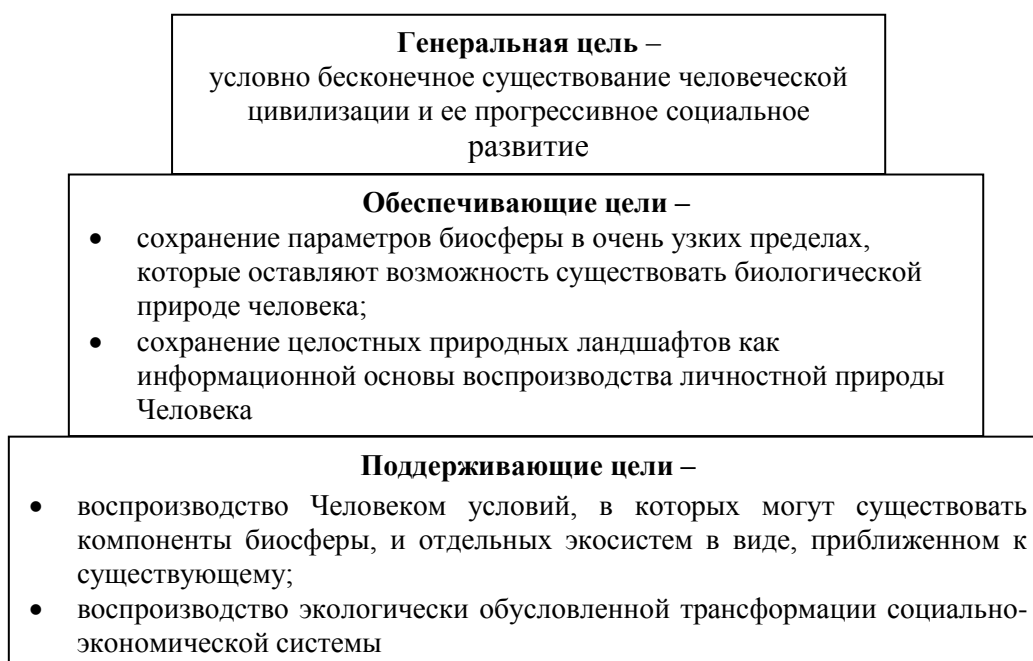 Генеральная цель –
условно бесконечное существование человеческой
цивилизации и ее прогрессивное социальное
развитие
Обеспечивающие цели –
• сохранение параметров биосферы в очень узких пределах,
которые оставляют возможность существовать биологической
природе человека;
• сохранение целостных природных ландшафтов как
информационной основы воспроизводства личностной природы
Человека
Поддерживающие цели –
• воспроизводство Человеком условий, в которых могут существовать
компоненты биосферы, и отдельных экосистем в виде, приближенном к
существующему;
• воспроизводство экологически обусловленной трансформации социально-
экономической системы